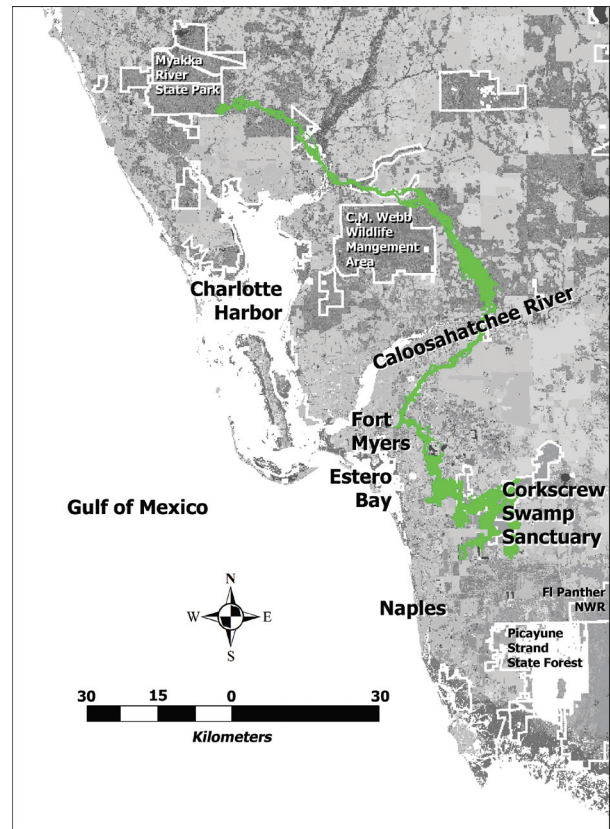 Myakka
River
State Park
C.M. Webb
Wildlife
Mangement
Area
Charlotte
Harbor
Caloosahatchee River
Fort
Myers
Estero
Bay
Corkscrew
Swamp
Sanctuary
Gulf of Mexico
Naples
Fl Panther
NWR
Picayune
Strand
State Forest
N
W E
S
30 15 0 30
Kilometers